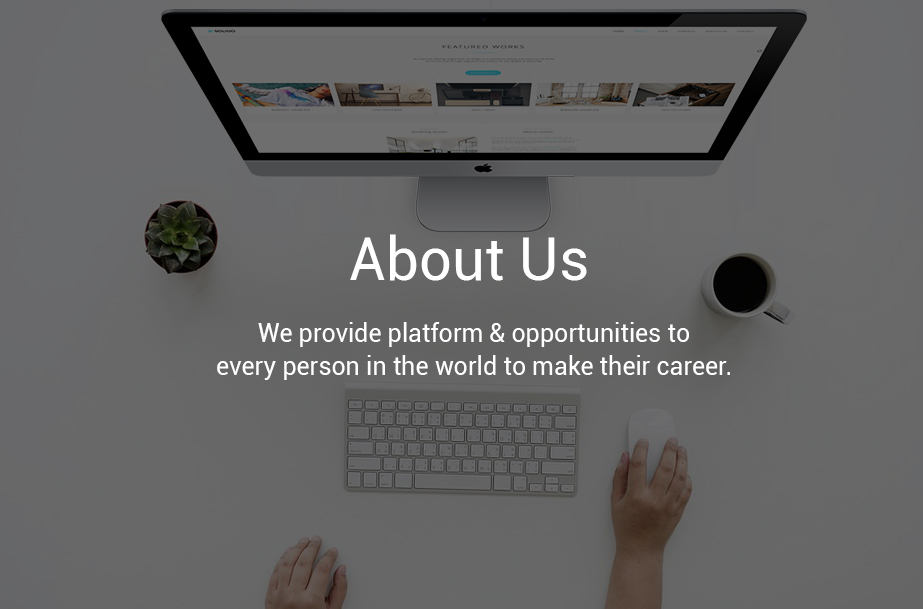 FEATURED WORKS
About Us
We provide platform & opportunities to
every person in the world to make their career.